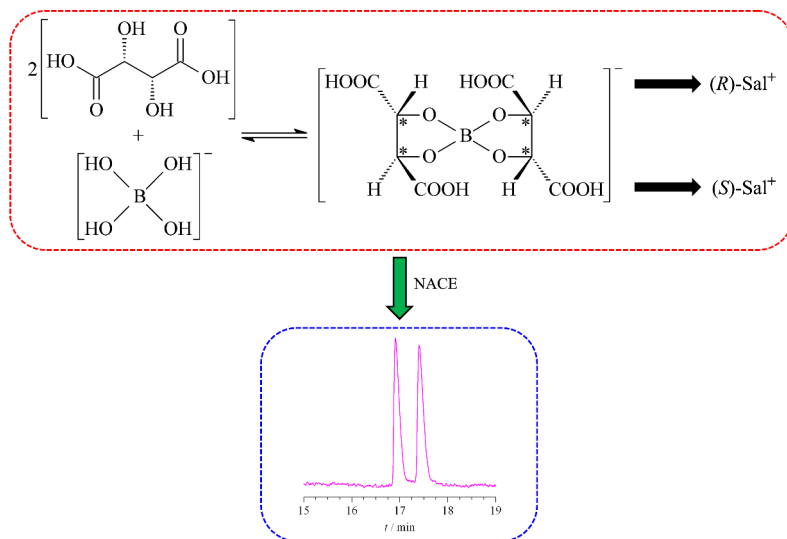 2
OH
O
HO
OH
O
OH
+
HO
OH
−
B
HO
OH
HOOC
H
HOOC
H
−
O
O
*
*
B
O
O
*
*
H
COOH
H
COOH
(R)-Sal⁺
(S)-Sal⁺
NACE
15 16 17 18 19
t / min